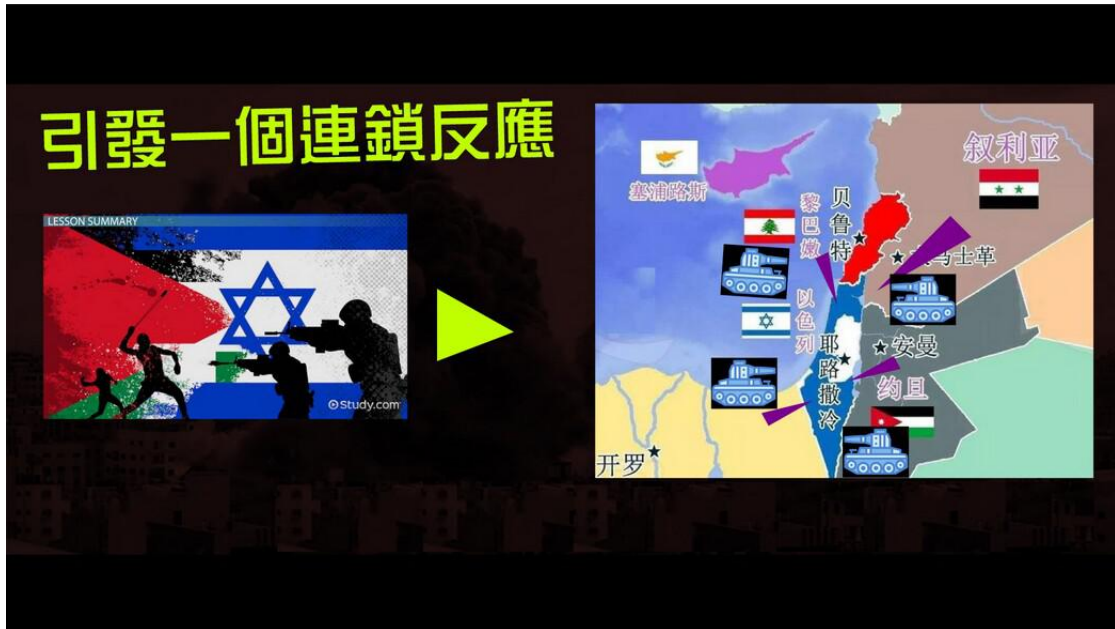 引發一個連鎖反應
LESSON SUMMARY
Study.com
叙利亚
塞浦路斯
黎巴嫩
贝鲁特
马士革
以色列
耶路撒冷
安曼
约旦
开罗